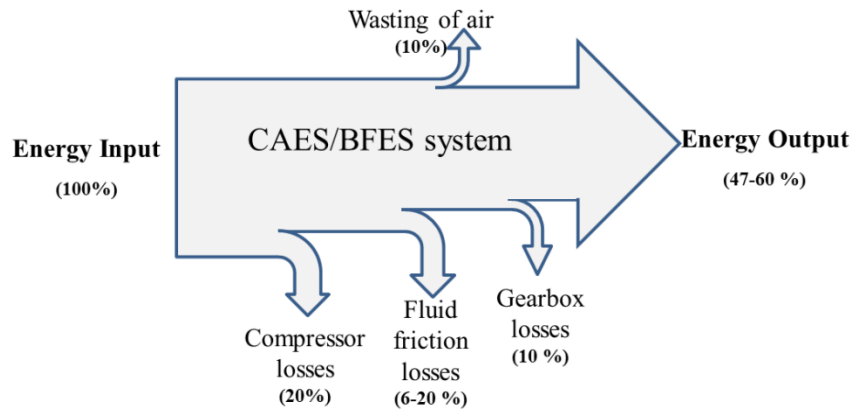 Wasting of air
(10%)
CAES/BFES system
Energy Input
(100%)
Energy Output
(47-60 %)
Compressor
losses
(20%)
Fluid
friction
losses
(6-20 %)
Gearbox
losses
(10 %)